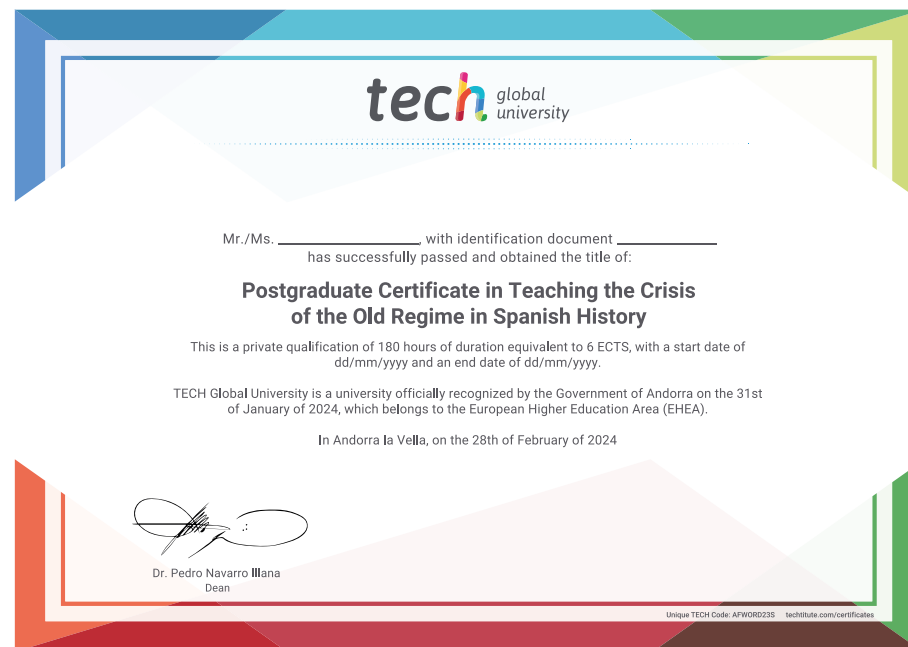 tech global
university
Mr./Ms. ____________________, with identification document ______________
has successfully passed and obtained the title of:
Postgraduate Certificate in Teaching the Crisis
of the Old Regime in Spanish History
This is a private qualification of 180 hours of duration equivalent to 6 ECTS, with a start date of
dd/mm/yyyy and an end date of dd/mm/yyyy.
TECH Global University is a university officially recognized by the Government of Andorra on the 31st
of January of 2024, which belongs to the European Higher Education Area (EHEA).
In Andorra la Vella, on the 28th of February of 2024
Dr. Pedro Navarro Illana
Dean
Unique TECH Code: AFWORD23S techtitute.com/certificates